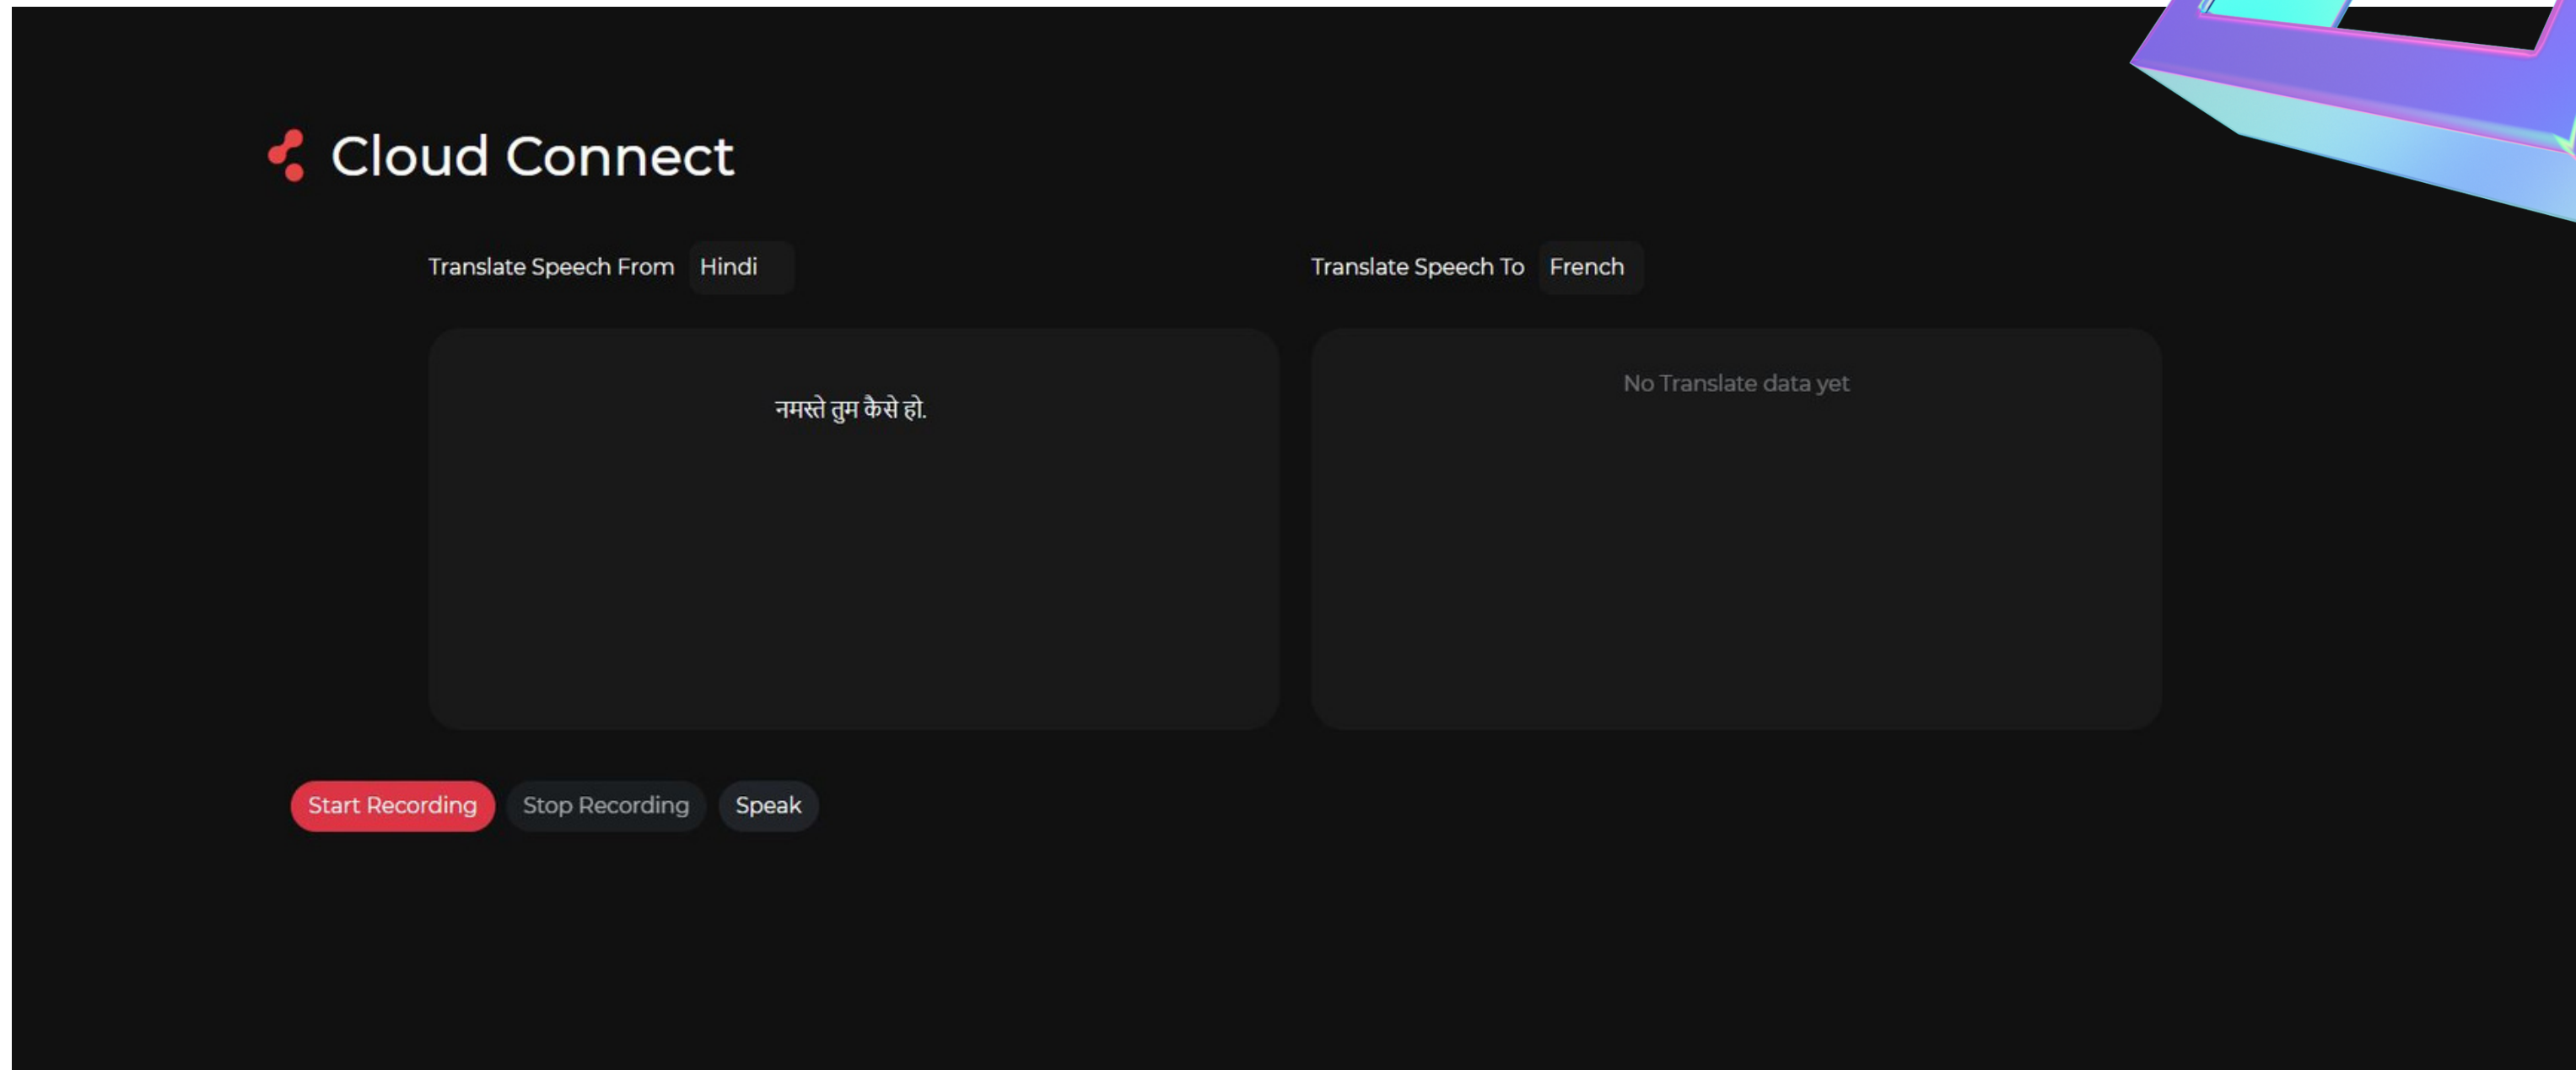 Cloud Connect
Translate Speech From Hindi
Translate Speech To French
नमस्ते तुम कैसे हो.
No Translate data yet
Start Recording Stop Recording Speak